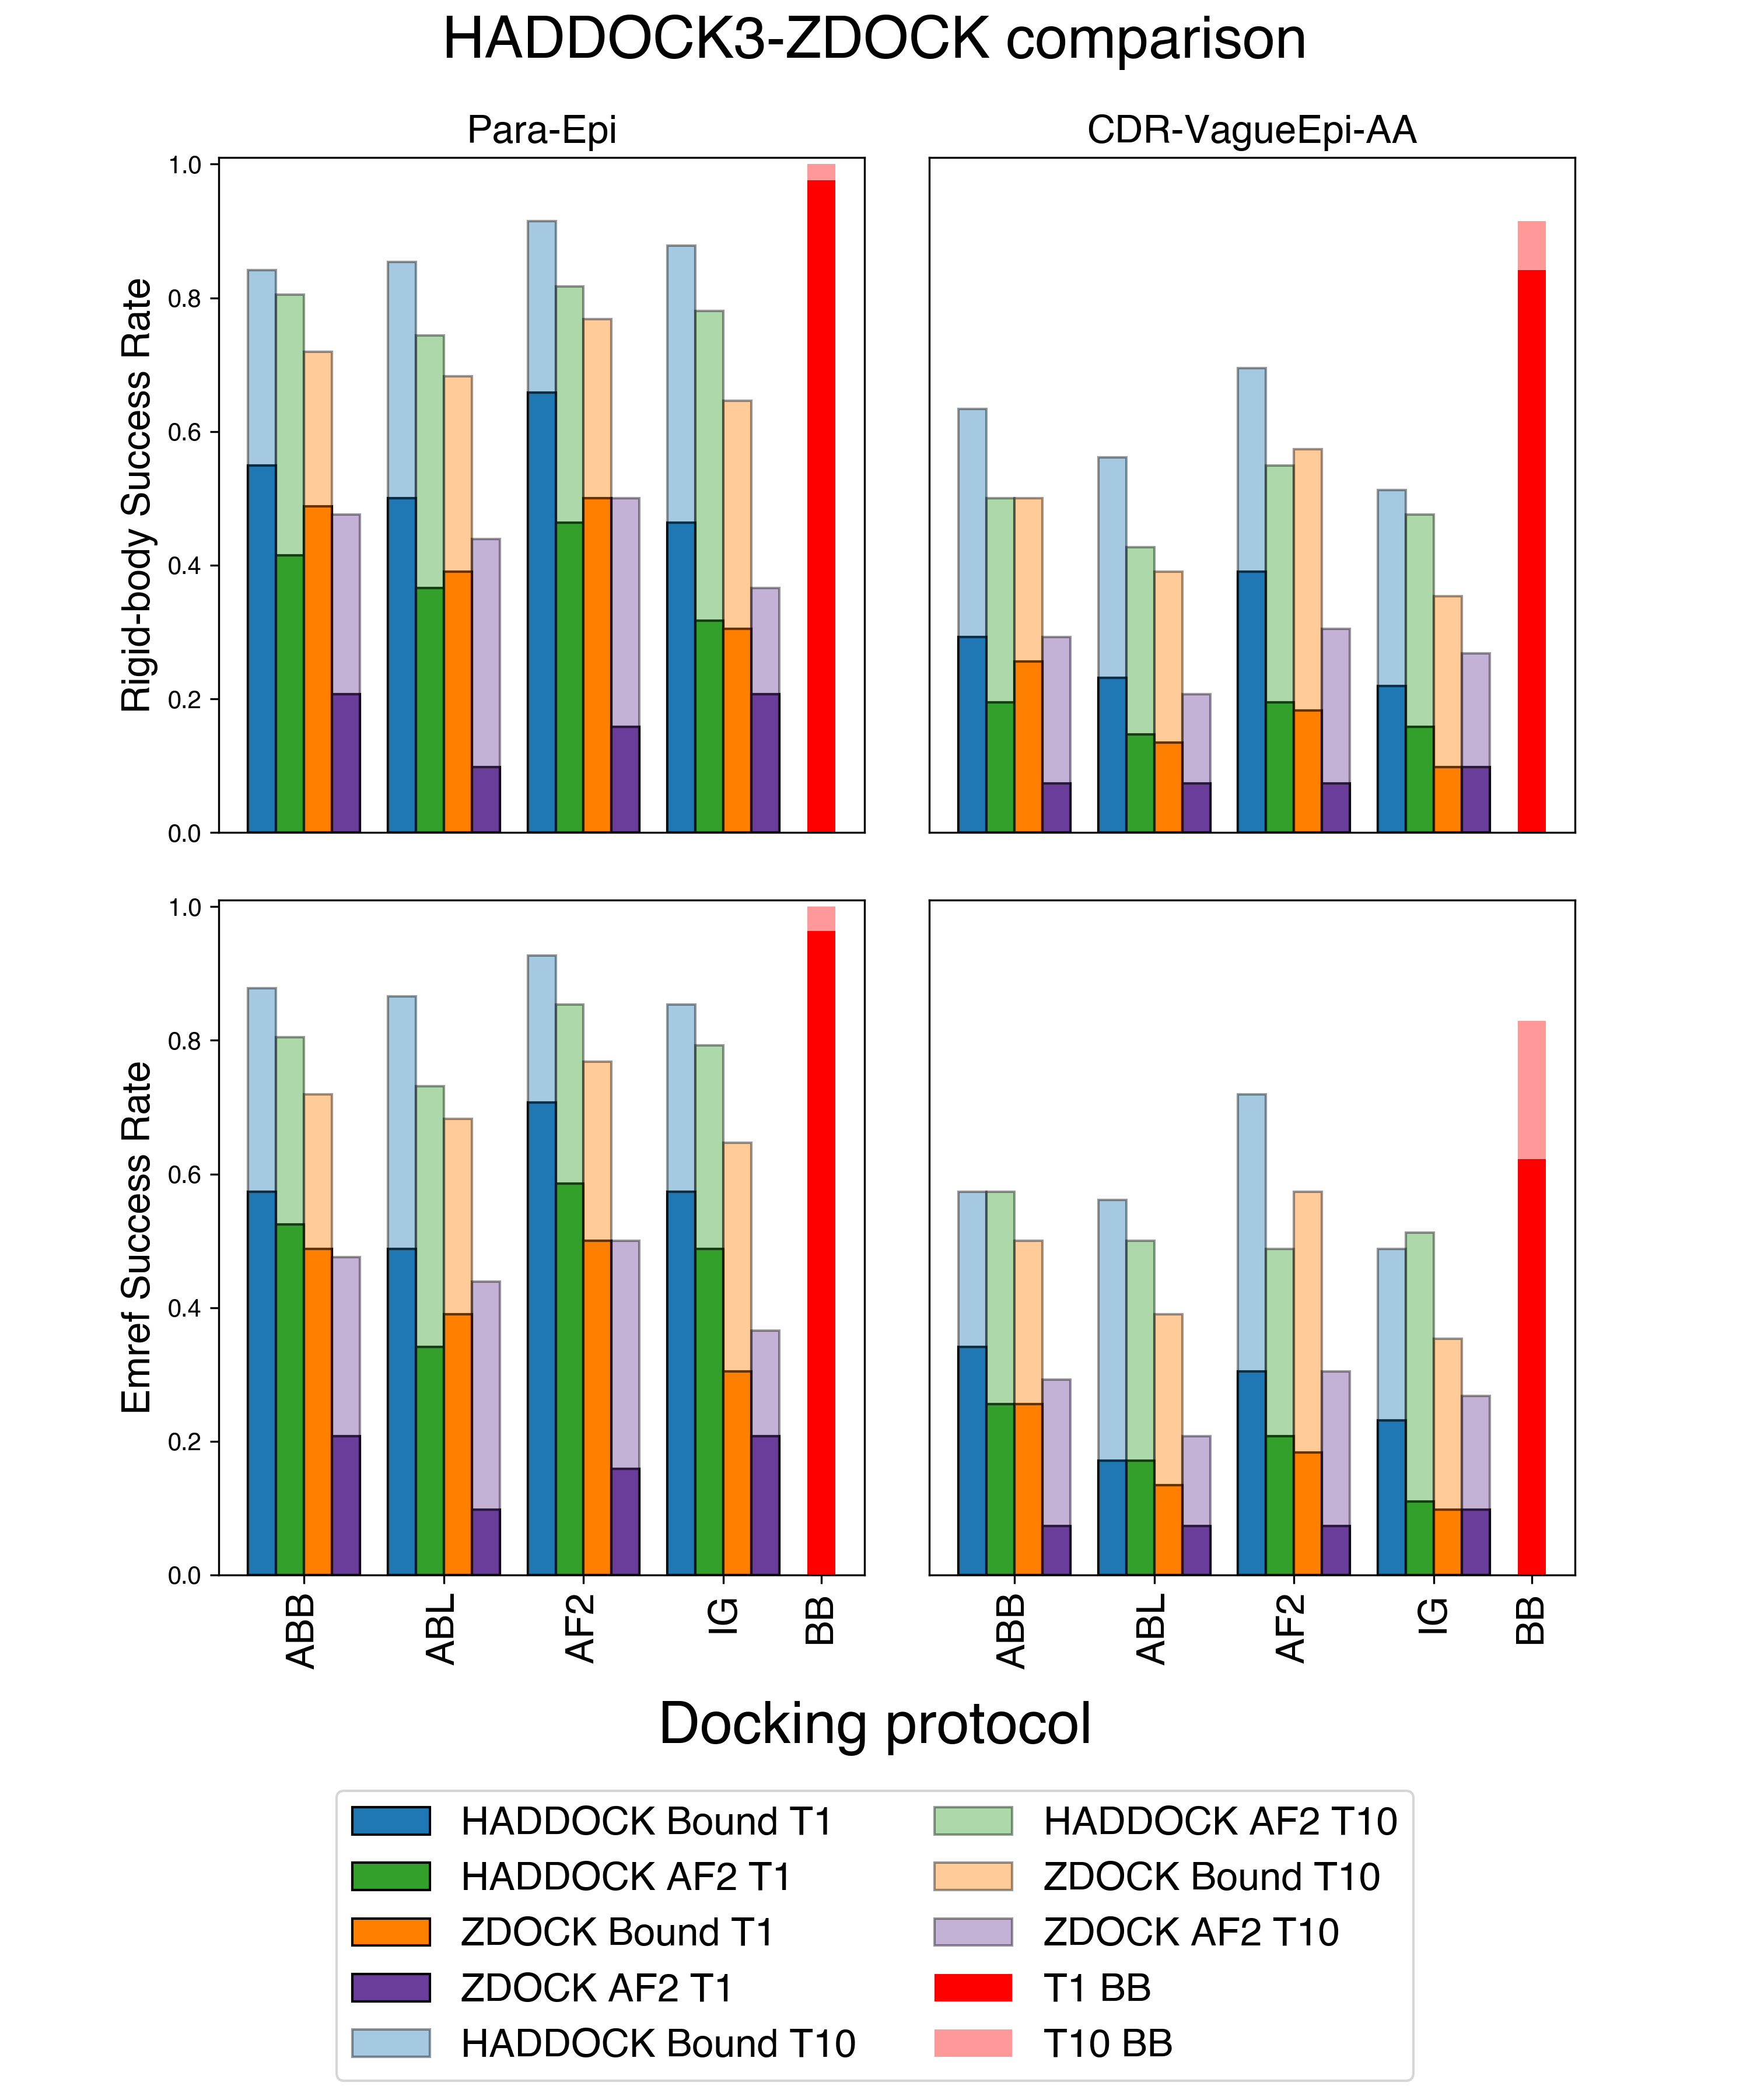 HADDOCK3-ZDOCK comparison
Para-Epi
CDR-VagueEpi-AA
Rigid-body Success Rate
1.0
0.8
0.6
0.4
0.2
0.0
Emref Success Rate
1.0
0.8
0.6
0.4
0.2
0.0
ABB ABL AF2 IG BB
ABB ABL AF2 IG BB
Docking protocol
HADDOCK Bound T1
HADDOCK AF2 T1
ZDOCK Bound T1
ZDOCK AF2 T1
HADDOCK Bound T10
HADDOCK AF2 T10
ZDOCK Bound T10
ZDOCK AF2 T10
T1 BB
T10 BB